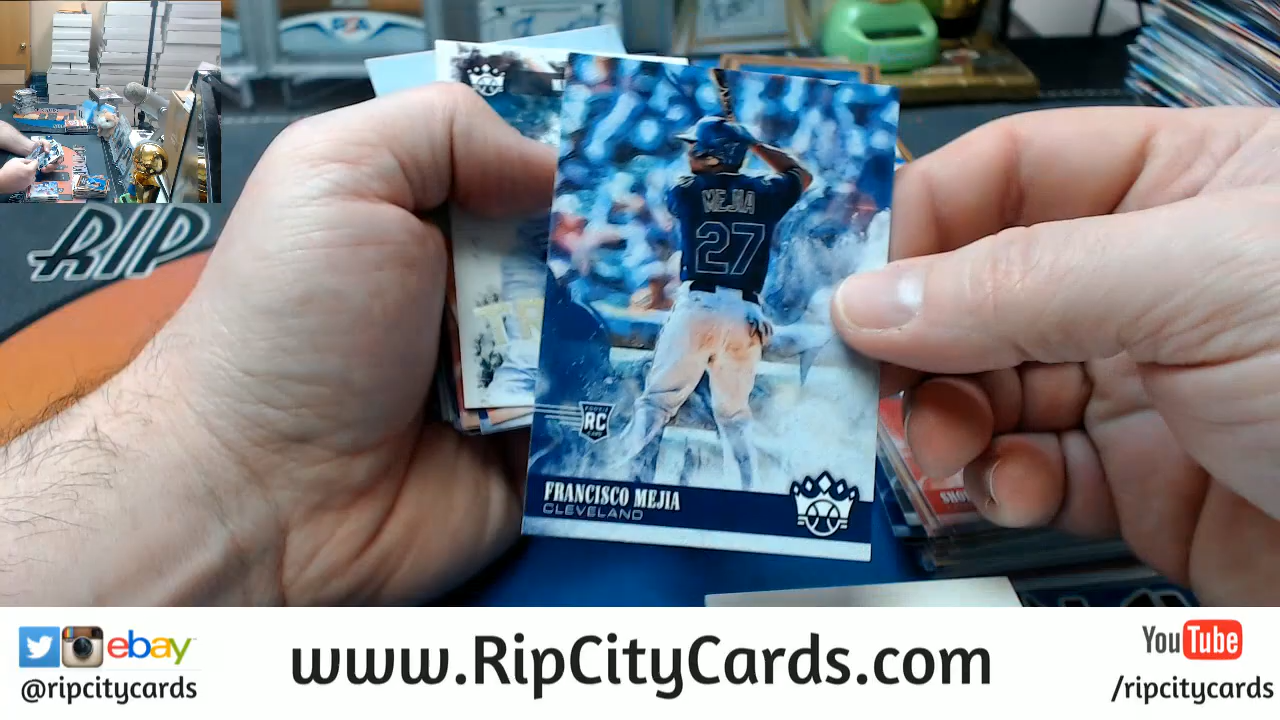 RIP
MEJIA
27
RC
FRANCISCO MEJIA
CLEVELAND
ebay
@ripcitycards
www.RipCityCards.com
YouTube
/ripcitycards